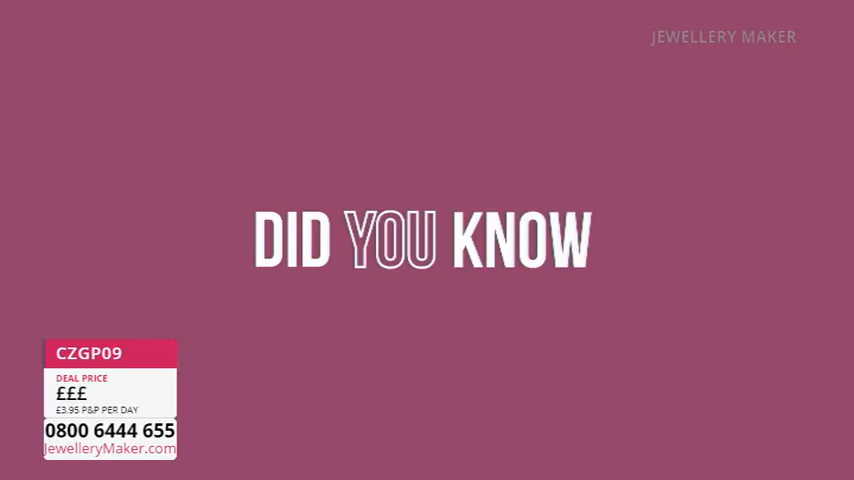 JEWELLERY MAKER
DID YOU KNOW
CZGP09
DEAL PRICE
£££
£3.95 P&P PER DAY
0800 6444 655
JewelleryMaker.com